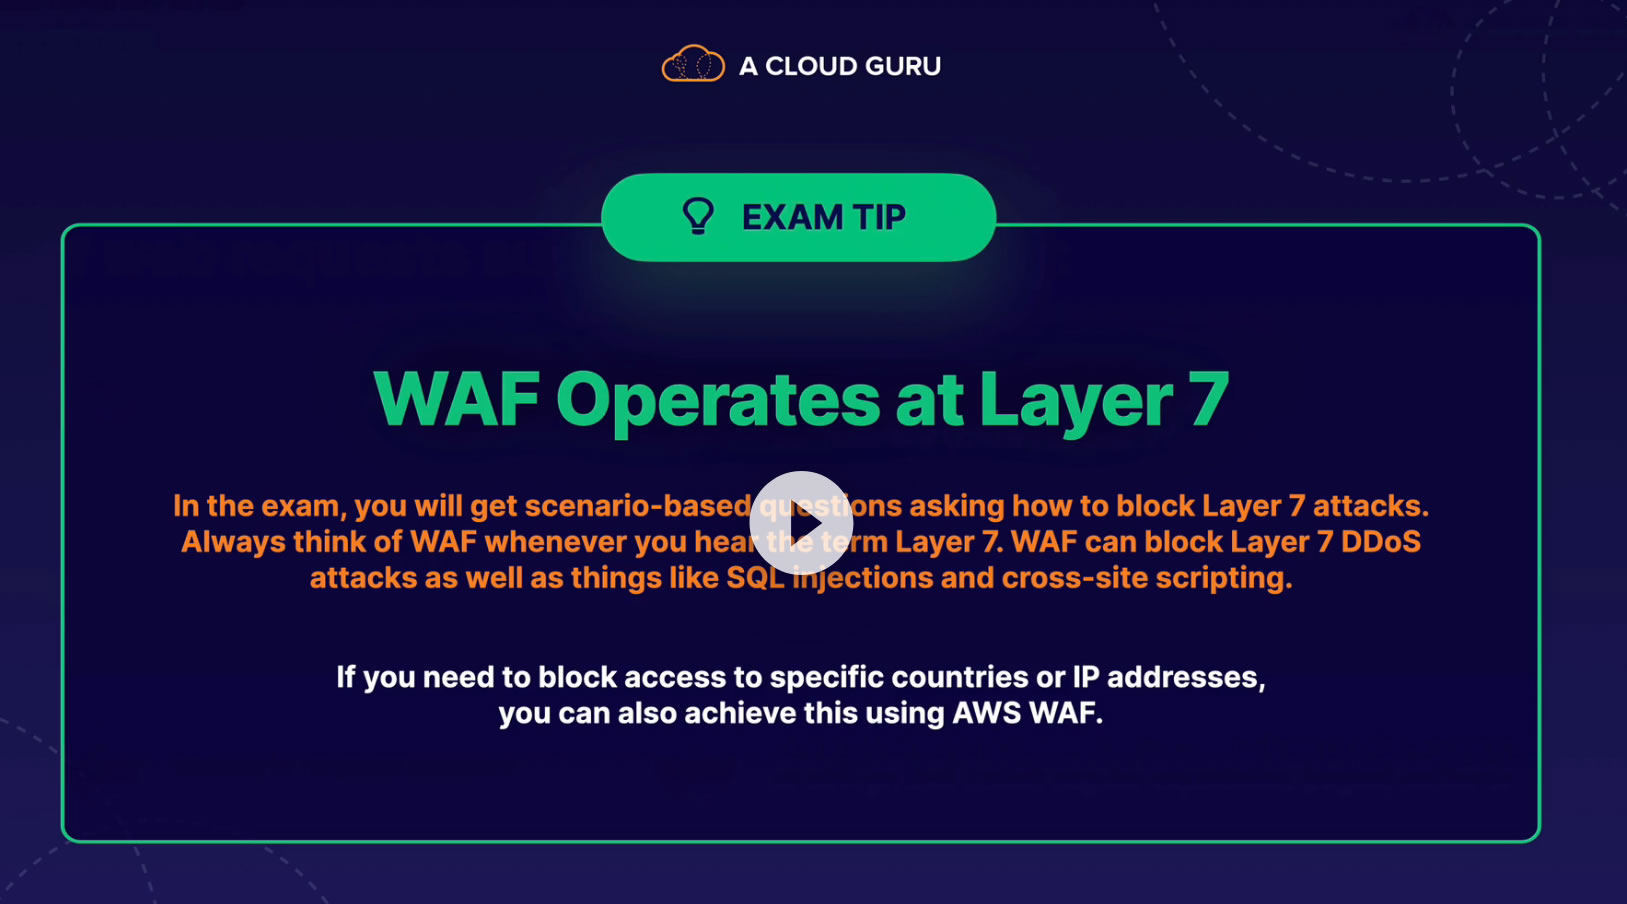 A CLOUD GURU
EXAM TIP
WAF Operates at Layer 7
In the exam, you will get scenario-based questions asking how to block Layer 7 attacks.
Always think of WAF whenever you hear the term Layer 7. WAF can block Layer 7 DDoS
attacks as well as things like SQL injections and cross-site scripting.
If you need to block access to specific countries or IP addresses,
you can also achieve this using AWS WAF.